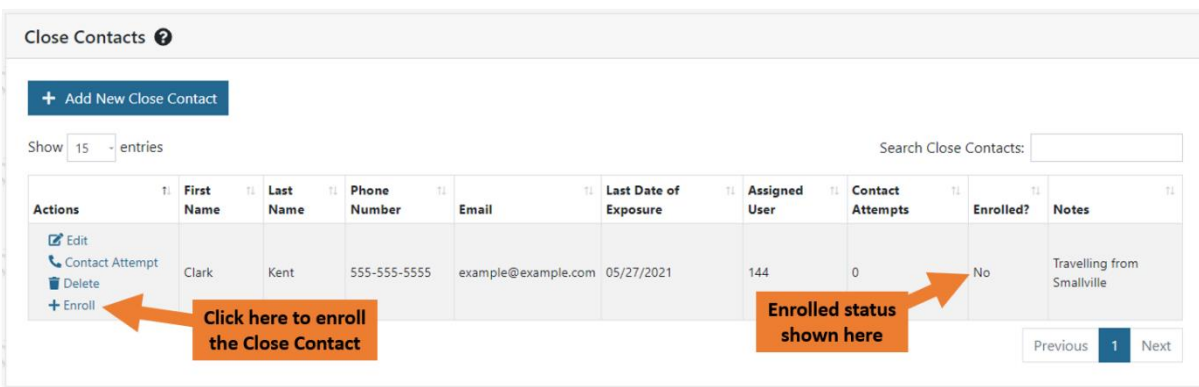 Close Contacts ?
+ Add New Close Contact
Show 15 entries
Search Close Contacts:
Actions First Name Last Name Phone Number Email Last Date of Exposure Assigned User Contact Attempts Enrolled? Notes
Edit
Contact Attempt
Delete
+ Enroll
Clark Kent 555-555-5555 example@example.com 05/27/2021 144 0 No Travelling from
Smallville
Click here to enroll
the Close Contact
Enrolled status
shown here
Previous 1 Next